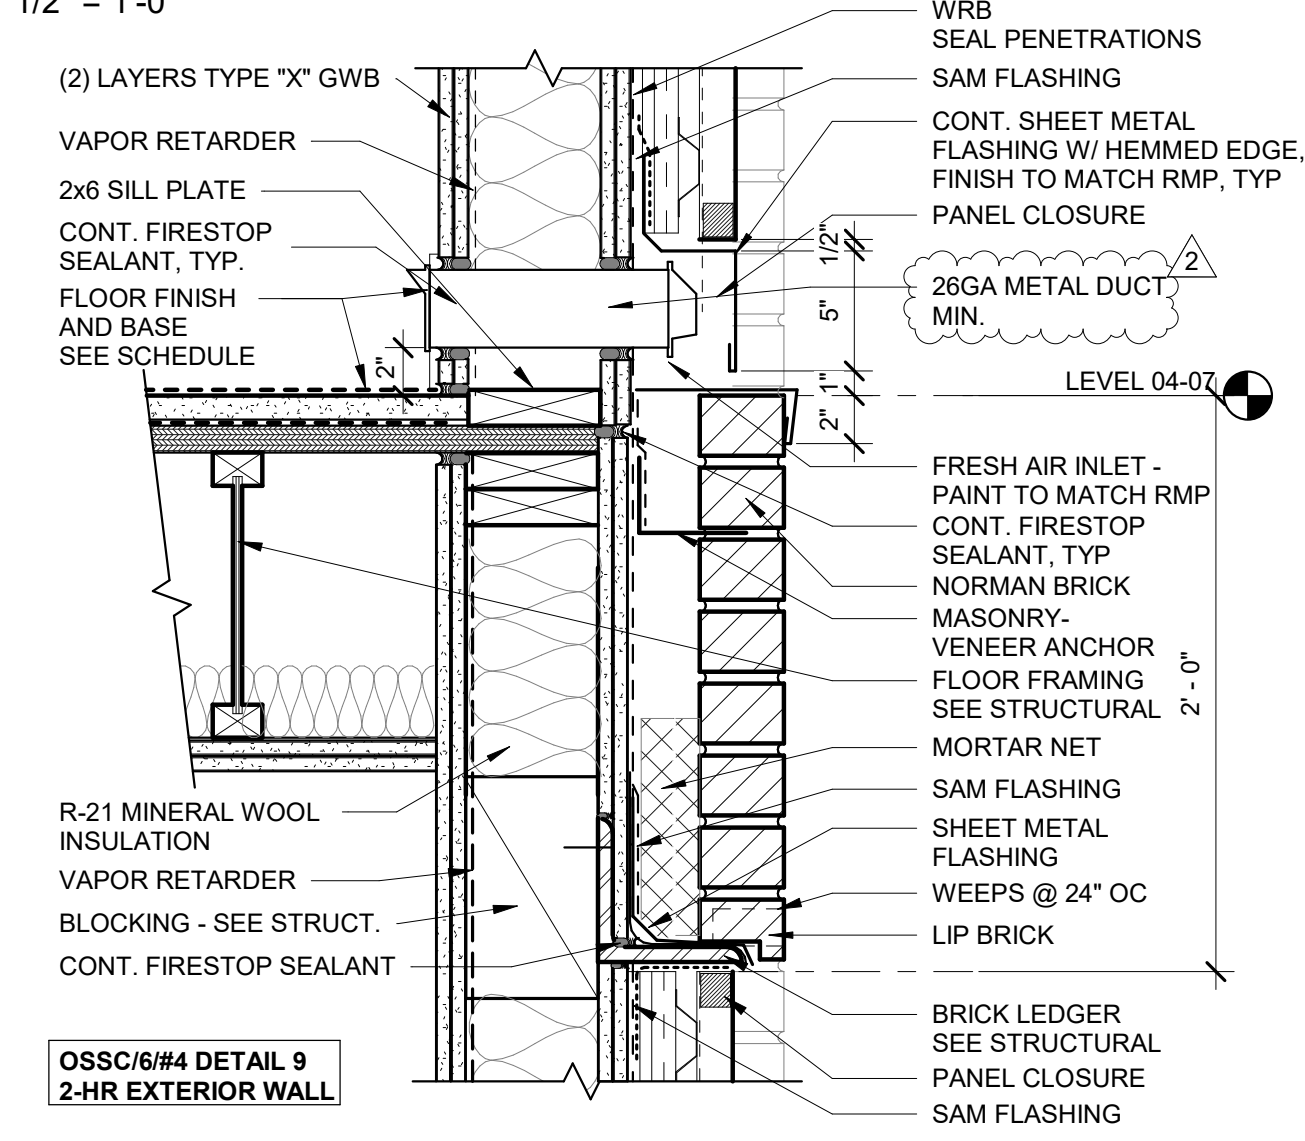 1/2" = 1'-0"
(2) LAYERS TYPE "X" GWB
VAPOR RETARDER
2x6 SILL PLATE
CONT. FIRESTOP
SEALANT, TYP.
FLOOR FINISH
AND BASE
SEE SCHEDULE
2"
R-21 MINERAL WOOL
INSULATION
VAPOR RETARDER
BLOCKING - SEE STRUCT.
CONT. FIRESTOP SEALANT
OSSC/6/#4 DETAIL 9
2-HR EXTERIOR WALL
WRB
SEAL PENETRATIONS
SAM FLASHING
CONT. SHEET METAL
FLASHING W/ HEMMED EDGE,
FINISH TO MATCH RMP, TYP
PANEL CLOSURE
1/2"
2
26GA METAL DUCT
MIN.
5"
1"
LEVEL 04-07
2"
FRESH AIR INLET -
PAINT TO MATCH RMP
CONT. FIRESTOP
SEALANT, TYP
NORMAN BRICK
MASONRY-
VENEER ANCHOR
FLOOR FRAMING
SEE STRUCTURAL
2' - 0"
MORTAR NET
SAM FLASHING
SHEET METAL
FLASHING
WEEPS @ 24" OC
LIP BRICK
BRICK LEDGER
SEE STRUCTURAL
PANEL CLOSURE
SAM FLASHING